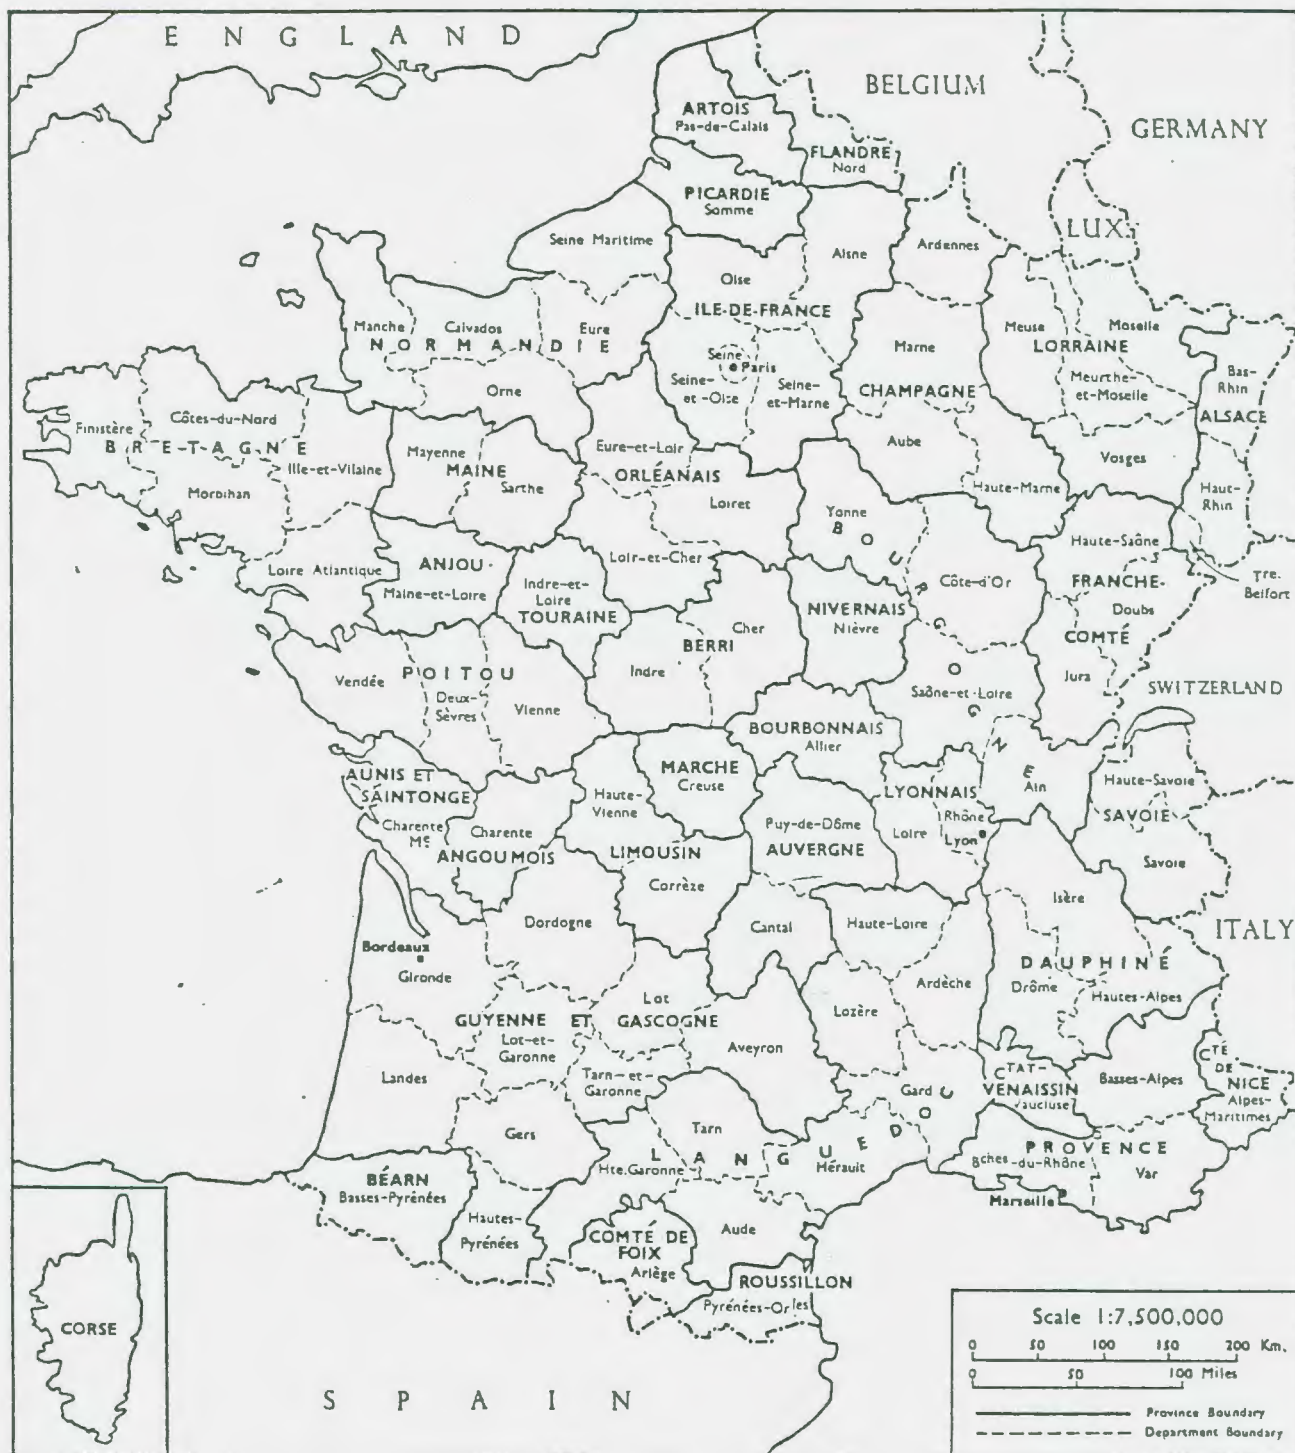 ENGLAND
BELGIUM
GERMANY
LUX.
ARTOIS
Pas-de-Calais
FLANDRE
Nord
PICARDIE
Somme
Seine Maritime
Aisne
Ardennes
Oise
ILE-DE-FRANCE
Manche
Calvados
Eure
NORMANDIE
Orne
Seine
Paris
Seine-
et-Oise
Seine-
et-Marne
Marne
CHAMPAGNE
Meuse
Moselle
LORRAINE
Meurthe-
et-Moselle
Bas-
Rhin
ALSACE
Finistère
Côtes-du-Nord
BRETAGNE
Ille-et-Vilaine
Morbihan
Mayenne
MAINE
Sarthe
Eure-et-Loir
ORLÉANAIS
Loiret
Aube
Haute-Marne
Vosges
Haut-
Rhin
Yonne
BOURGOGNE
Loire Atlantique
ANJOU
Maine-et-Loire
Indre-et-
Loire
TOURAINE
Loir-et-Cher
Côte-d'Or
Haute-Saône
FRANCHE-
Doubs
COMTÉ
Jura
Tre.
Belfort
NIVERNAIS
Nièvre
Cher
BERRI
Indre
Vendée
POITOU
Deux-
Sèvres
Vienne
Saône-et-Loire
SWITZERLAND
BOURBONNAIS
Allier
MARCHE
Creuse
AUNIS ET
SAINTONGE
Charente
Me
Charente
ANGOUMOIS
Haute-
Vienne
LIMOUSIN
Corrèze
Puy-de-Dôme
AUVERGNE
LYONNAIS
Rhône
Loire
Lyon
Ain
Haute-Savoie
SAVOIE
Savoie
Isère
ITALY
Bordeaux
Gironde
Dordogne
Cantal
Haute-Loire
Ardèche
DAUPHINÉ
Drôme
Hautes-Alpes
Lot
GUYENNE ET GASCOGNE
Lot-et-
Garonne
Landes
Tarn-et-
Garonne
Aveyron
Lozère
Gard
CTAT-
VENAISSIN
Vaucluse
Basses-Alpes
CTÉ
DE
NICE
Alpes-
Maritimes
Gers
Tarn
LANGUEDOC
Hte.Garonne
Hérault
PROVENCE
Bches-du-Rhône
Var
Marseille
BÉARN
Basses-Pyrénées
Hautes-
Pyrénées
COMTÉ DE
FOIX
Ariège
Aude
ROUSSILLON
Pyrénées-Orles
CORSE
SPAIN
Scale 1:7,500,000
0 50 100 150 200 Km.
0 50 100 Miles
Province Boundary
Department Boundary